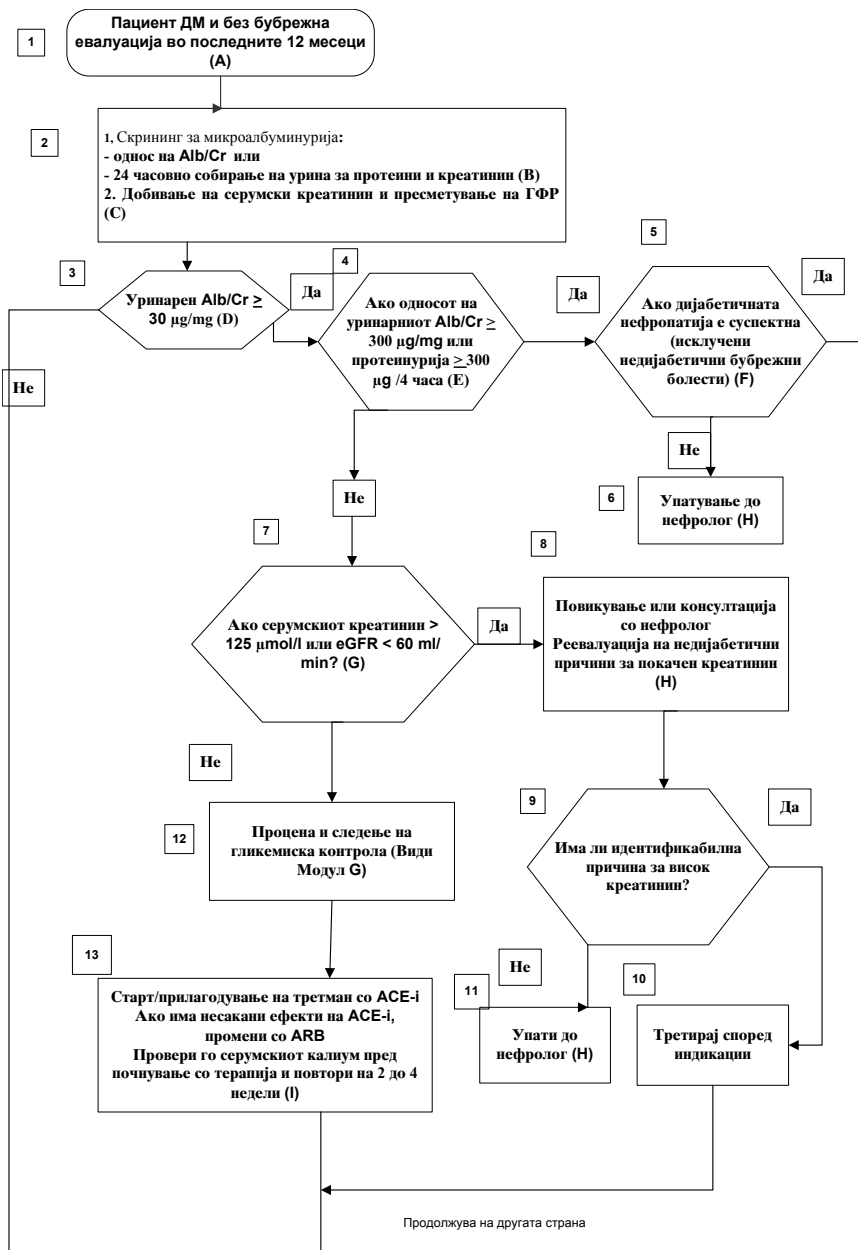 1
Пациент ДМ и без бубрежна
евалуација во последните 12 месеци
(А)
2
1, Скрининг за микроалбуминурија:
- однос на Alb/Cr или
- 24 часовно собирање на урина за протеини и креатинин (B)
2. Добивање на серумски креатинин и пресметување на ГФР
(C)
3
Уринарен Alb/Cr ≥
30 µg/mg (D)
Да
Не
4
Ако односот на
уринарниот Alb/Cr ≥
300 µg/mg или
протеинурија ≥ 300
µg /4 часа (E)
Да
Не
5
Ако дијабетичната
нефропатија е суспектна
(исклучени
недијабетични бубрежни
болести) (F)
Да
Не
6
Упатување до
нефролог (H)
7
Ако серумскиот креатинин >
125 µmol/l или eGFR < 60 ml/
min? (G)
Да
Не
8
Повикување или консултација
со нефролог
Реевалуација на недијабетични
причини за покачен креатинин
(H)
9
Има ли идентификабилна
причина за висок
креатинин?
Да
Не
12
Процена и следење на
гликемиска контрола (Види
Модул G)
13
Старт/прилагодување на третман со ACE-i
Ако има несакани ефекти на ACE-i,
промени со ARB
Провери го серумскиот калиум пред
почнување со терапија и повтори на 2 до 4
недели (I)
11
Упати до
нефролог (H)
10
Третирај според
индикации
Продолжува на другата страна